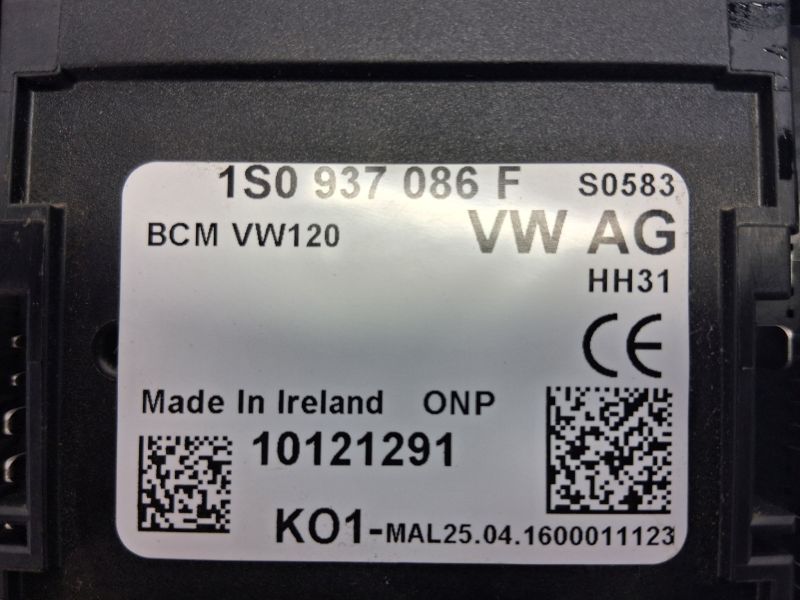 1S0 937 086 F S0583
BCM VW120 VW AG
HH31
CE
Made In Ireland ONP
10121291
KO1-MAL25.04.1600011123